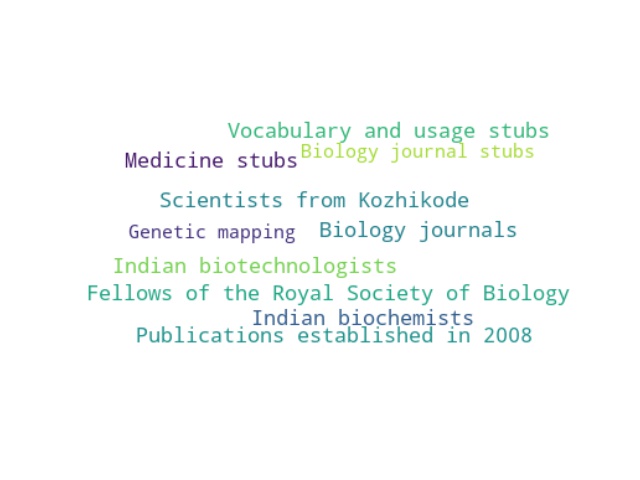 Vocabulary and usage stubs
Biology journal stubs
Medicine stubs
Scientists from Kozhikode
Genetic mapping
Biology journals
Indian biotechnologists
Fellows of the Royal Society of Biology
Indian biochemists
Publications established in 2008